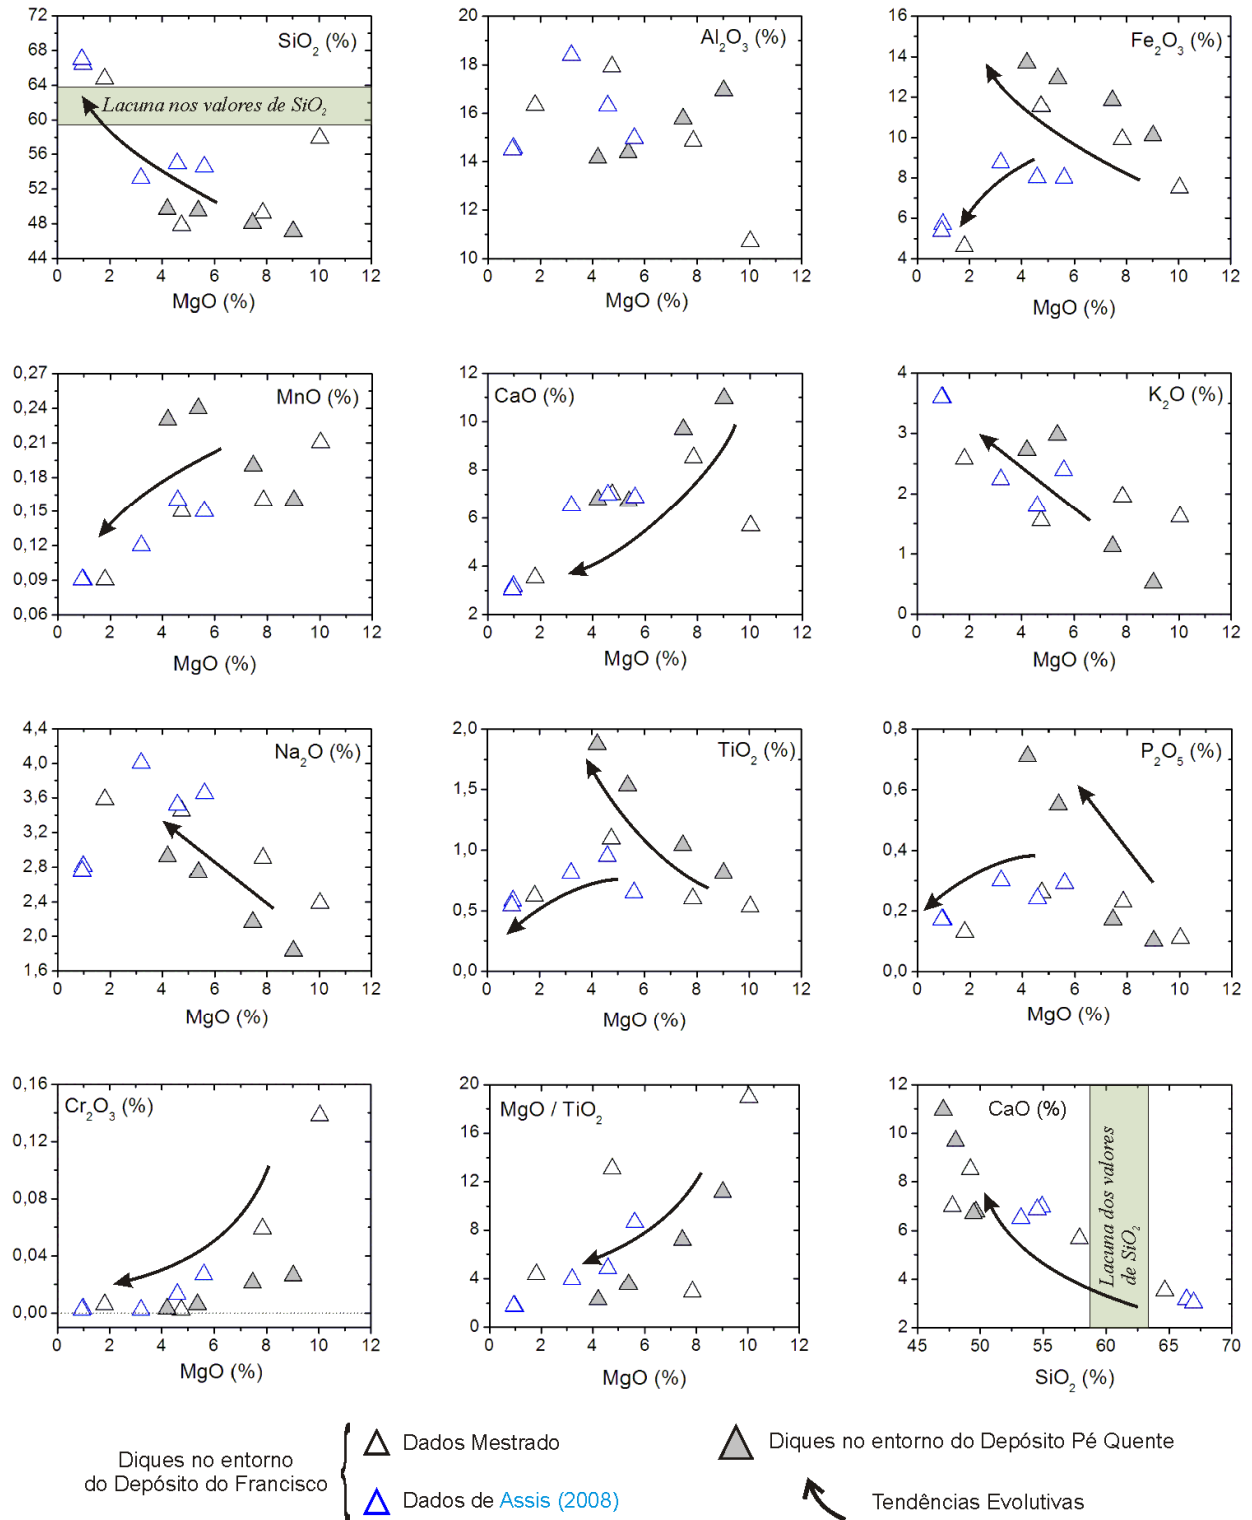 72
68
64
60
56
52
48
44
SiO₂ (%)
Lacuna nos valores de SiO₂
0 2 4 6 8 10 12
MgO (%)
20
18
16
14
12
10
Al₂O₃ (%)
0 2 4 6 8 10 12
MgO (%)
16
14
12
10
8
6
4
Fe₂O₃ (%)
0 2 4 6 8 10 12
MgO (%)
0,27
0,24
0,21
0,18
0,15
0,12
0,09
0,06
MnO (%)
0 2 4 6 8 10 12
MgO (%)
12
10
8
6
4
2
CaO (%)
0 2 4 6 8 10 12
MgO (%)
4
3
2
1
0
K₂O (%)
0 2 4 6 8 10 12
MgO (%)
4,4
4,0
3,6
3,2
2,8
2,4
2,0
1,6
Na₂O (%)
0 2 4 6 8 10 12
MgO (%)
2,0
1,5
1,0
0,5
0,0
TiO₂ (%)
0 2 4 6 8 10 12
MgO (%)
0,8
0,6
0,4
0,2
0,0
P₂O₅ (%)
0 2 4 6 8 10 12
MgO (%)
0,16
0,12
0,08
0,04
0,00
Cr₂O₃ (%)
0 2 4 6 8 10 12
MgO (%)
20
16
12
8
4
0
MgO / TiO₂
0 2 4 6 8 10 12
MgO (%)
12
10
8
6
4
2
CaO (%)
Lacuna dos valores
de SiO₂
45 50 55 60 65 70
SiO₂ (%)
Diques no entorno
do Depósito do Francisco
Dados Mestrado
Dados de Assis (2008)
Diques no entorno do Depósito Pé Quente
Tendências Evolutivas